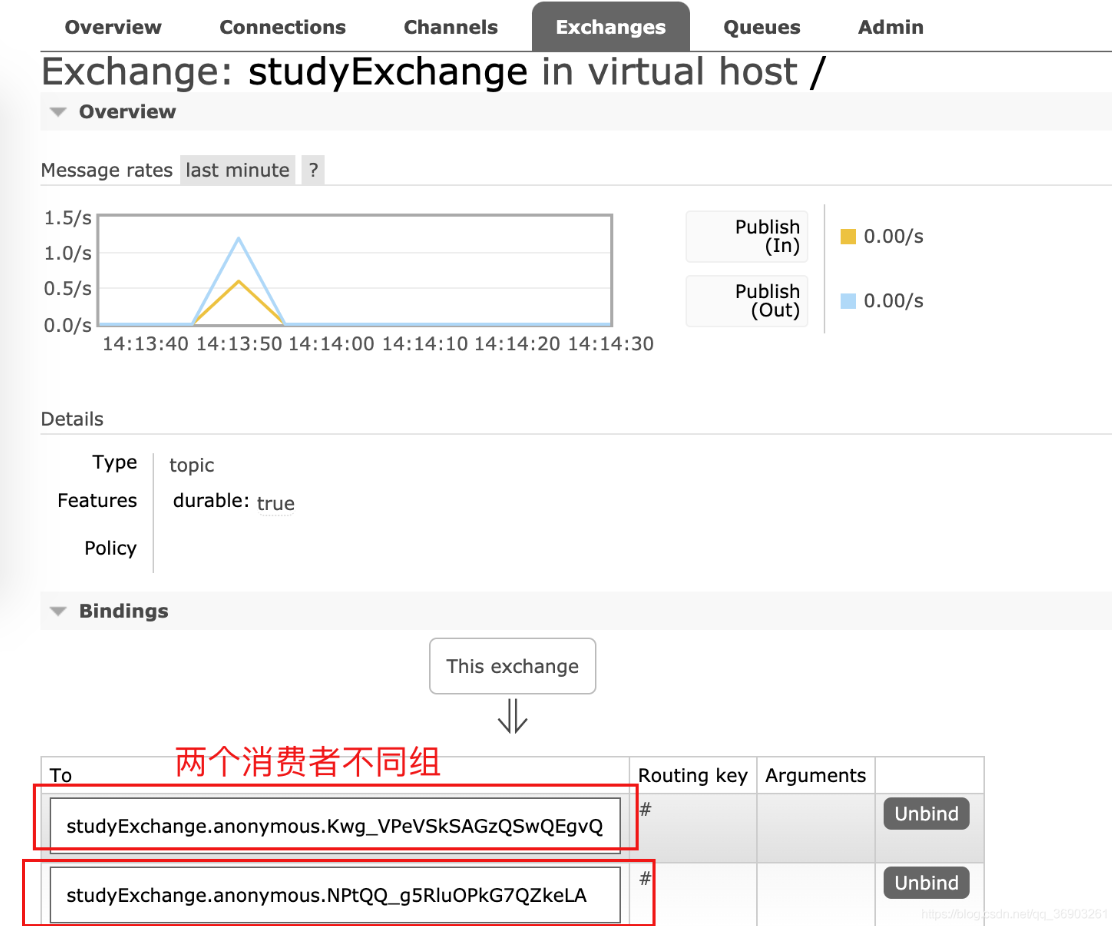 Overview Connections Channels Exchanges Queues Admin
Exchange: studyExchange in virtual host /
Overview
Message rates last minute ?
1.5/s
1.0/s
0.5/s
0.0/s
14:13:40 14:13:50 14:14:00 14:14:10 14:14:20 14:14:30
Publish
(In)
0.00/s
Publish
(Out)
0.00/s
Details
Type topic
Features durable: true
Policy
Bindings
This exchange
两个消费者不同组
To Routing key Arguments
studyExchange.anonymous.Kwg_VPeVSkSAGzQSwQEgvQ # Unbind
studyExchange.anonymous.NPtQQ_g5RluOPkG7QZkeLA # Unbind
https://blog.csdn.net/qq_36903261